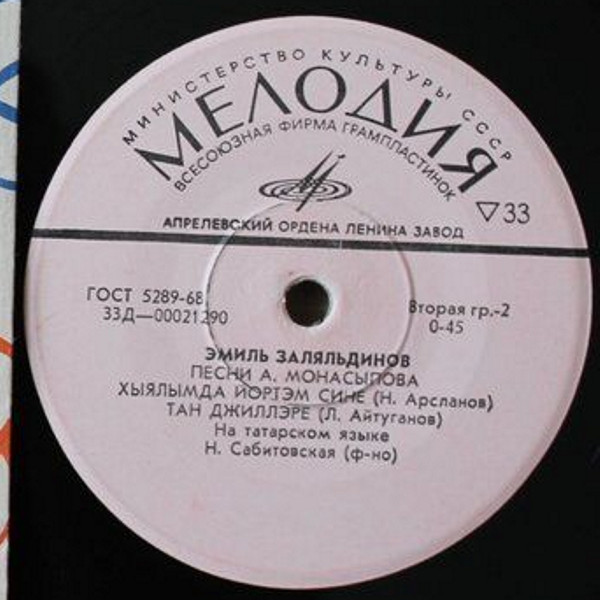 МИНИСТЕРСТВО КУЛЬТУРЫ СССР
МЕЛОДИЯ
ВСЕСОЮЗНАЯ ФИРМА ГРАМПЛАСТИНОК
▽33
АПРЕЛЕВСКИЙ ОРДЕНА ЛЕНИНА ЗАВОД
ГОСТ 5289-68
33Д—00021290
Вторая гр.-2
0-45
ЭМИЛЬ ЗАЛЯЛЬДИНОВ
ПЕСНИ А. МОНАСЫПОВА
ХЫЯЛЫМДА ЙОРТЭМ СИНЕ (Н. Арсланов)
ТАН ДЖИЛЛЭРЕ (Л. Айтуганов)
На татарском языке
Н. Сабитовская (ф-но)